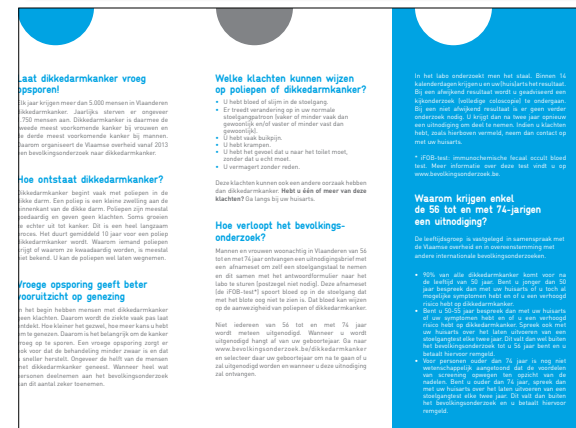 Laat dikkedarmkanker vroeg
opsporen!
Elk jaar krijgen meer dan 5.000 mensen in Vlaanderen
dikkedarmkanker. Jaarlijks sterven er ongeveer
1.750 mensen aan. Dikkedarmkanker is daarmee de
tweede meest voorkomende kanker bij vrouwen en
de derde meest voorkomende kanker bij mannen.
Daarom organiseert de Vlaamse overheid vanaf 2013
een bevolkingsonderzoek naar dikkedarmkanker.
Hoe ontstaat dikkedarmkanker?
Dikkedarmkanker begint vaak met poliepen in de
dikke darm. Een poliep is een kleine zwelling aan de
binnenkant van de dikke darm. Poliepen zijn meestal
goedaardig en geven geen klachten. Soms groeien
ze echter uit tot kanker. Dit is een heel langzaam
proces. Het duurt gemiddeld 10 jaar voor een poliep
dikkedarmkanker wordt. Waarom iemand poliepen
krijgt of waarom ze kwaadaardig worden, is meestal
niet bekend. U kan de poliepen wel laten wegnemen.
Vroege opsporing geeft beter
vooruitzicht op genezing
In het begin hebben mensen met dikkedarmkanker
geen klachten. Daarom wordt de ziekte vaak pas laat
ontdekt. Hoe kleiner het gezwel, hoe meer kans u hebt
om te genezen. Daarom is het belangrijk om de kanker
vroeg op te sporen. Een vroege opsporing zorgt er
ook voor dat de behandeling minder zwaar is en dat
u sneller herstelt. Ongeveer de helft van de mensen
met dikkedarmkanker geneest. Wanneer heel wat
personen deelnemen aan het bevolkingsonderzoek
kan dit aantal zeker toenemen.
Welke klachten kunnen wijzen
op poliepen of dikkedarmkanker?
• U hebt bloed of slijm in de stoelgang.
• Er treedt verandering op in uw normale
stoelgangpatroon (vaker of minder vaak dan
gewoonlijk en/of vaster of minder vast dan
gewoonlijk).
• U hebt vaak buikpijn.
• U hebt krampen.
• U hebt het gevoel dat u naar het toilet moet,
zonder dat u echt moet.
• U vermagert zonder reden.
Deze klachten kunnen ook een andere oorzaak hebben
dan dikkedarmkanker. Hebt u één of meer van deze
klachten? Ga langs bij uw huisarts.
Hoe verloopt het bevolkings-
onderzoek?
Mannen en vrouwen woonachtig in Vlaanderen van 56
tot en met 74 jaar ontvangen een uitnodigingsbrief met
een afnameset om zelf een stoelgangstaal te nemen
en dit samen met het antwoordformulier naar het
labo te sturen (postzegel niet nodig). Deze afnameset
(de iFOB-test*) spoort bloed op in de stoelgang dat
met het blote oog niet te zien is. Dat bloed kan wijzen
op de aanwezigheid van poliepen of dikkedarmkanker.
Niet iedereen van 56 tot en met 74 jaar
wordt meteen uitgenodigd. Wanneer u wordt
uitgenodigd hangt af van uw geboortejaar. Ga naar
www.bevolkingsonderzoek.be/dikkedarmkanker
en selecteer daar uw geboortejaar om na te gaan of u
zal uitgenodigd worden en wanneer u deze uitnodiging
zal ontvangen.
In het labo onderzoekt men het staal. Binnen 14
kalenderdagen krijgen u en uw huisarts het resultaat.
Bij een afwijkend resultaat wordt u geadviseerd een
kijkonderzoek (volledige coloscopie) te ondergaan.
Bij een niet afwijkend resultaat is er geen verder
onderzoek nodig. U krijgt dan na twee jaar opnieuw
een uitnodiging om deel te nemen. Indien u klachten
hebt, zoals hierboven vermeld, neem dan contact op
met uw huisarts.
* iFOB-test: immunochemische fecaal occult bloed
test. Meer informatie over deze test vindt u op
www.bevolkingsonderzoek.be.
Waarom krijgen enkel
de 56 tot en met 74-jarigen
een uitnodiging?
De leeftijdsgroep is vastgelegd in samenspraak met
de Vlaamse overheid en in overeenstemming met
andere internationale bevolkingsonderzoeken.
• 90% van alle dikkedarmkanker komt voor na
de leeftijd van 50 jaar. Bent u jonger dan 50
jaar bespreek dan met uw huisarts of u toch al
mogelijke symptomen hebt en of u een verhoogd
risico hebt op dikkedarmkanker.
• Bent u 50-55 jaar bespreek dan met uw huisarts
of uw symptomen hebt en of u een verhoogd
risico hebt op dikkedarmkanker. Spreek ook met
uw huisarts over het laten uitvoeren van een
stoelgangtest elke twee jaar. Dit valt dan wel buiten
het bevolkingsonderzoek tot u 56 jaar bent en u
betaalt hiervoor remgeld.
• Voor personen ouder dan 74 jaar is nog niet
wetenschappelijk aangetoond dat de voordelen
van screening opwegen ten opzicht van de
nadelen. Bent u ouder dan 74 jaar, spreek dan
met uw huisarts over het laten uitvoeren van een
stoelgangtest elke twee jaar. Dit valt dan buiten
het bevolkingsonderzoek en u betaalt hiervoor
remgeld.